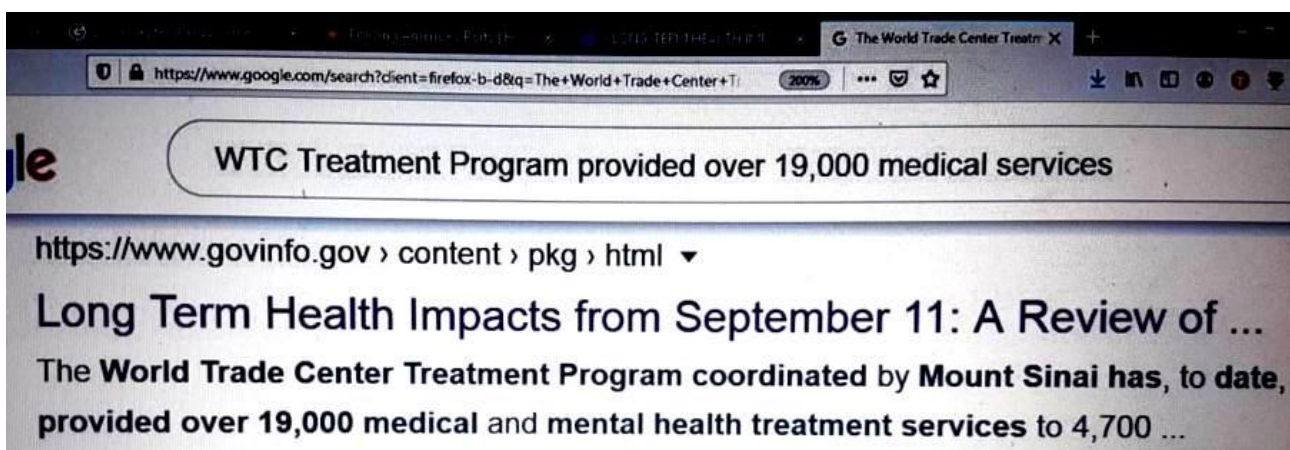 G The World Trade Center Treatm
https://www.google.com/search?client=firefox-b-d&q=The+World+Trade+Center+T
200%
le
WTC Treatment Program provided over 19,000 medical services
https://www.govinfo.gov › content › pkg › html
Long Term Health Impacts from September 11: A Review of ...
The World Trade Center Treatment Program coordinated by Mount Sinai has, to date,
provided over 19,000 medical and mental health treatment services to 4,700 ...